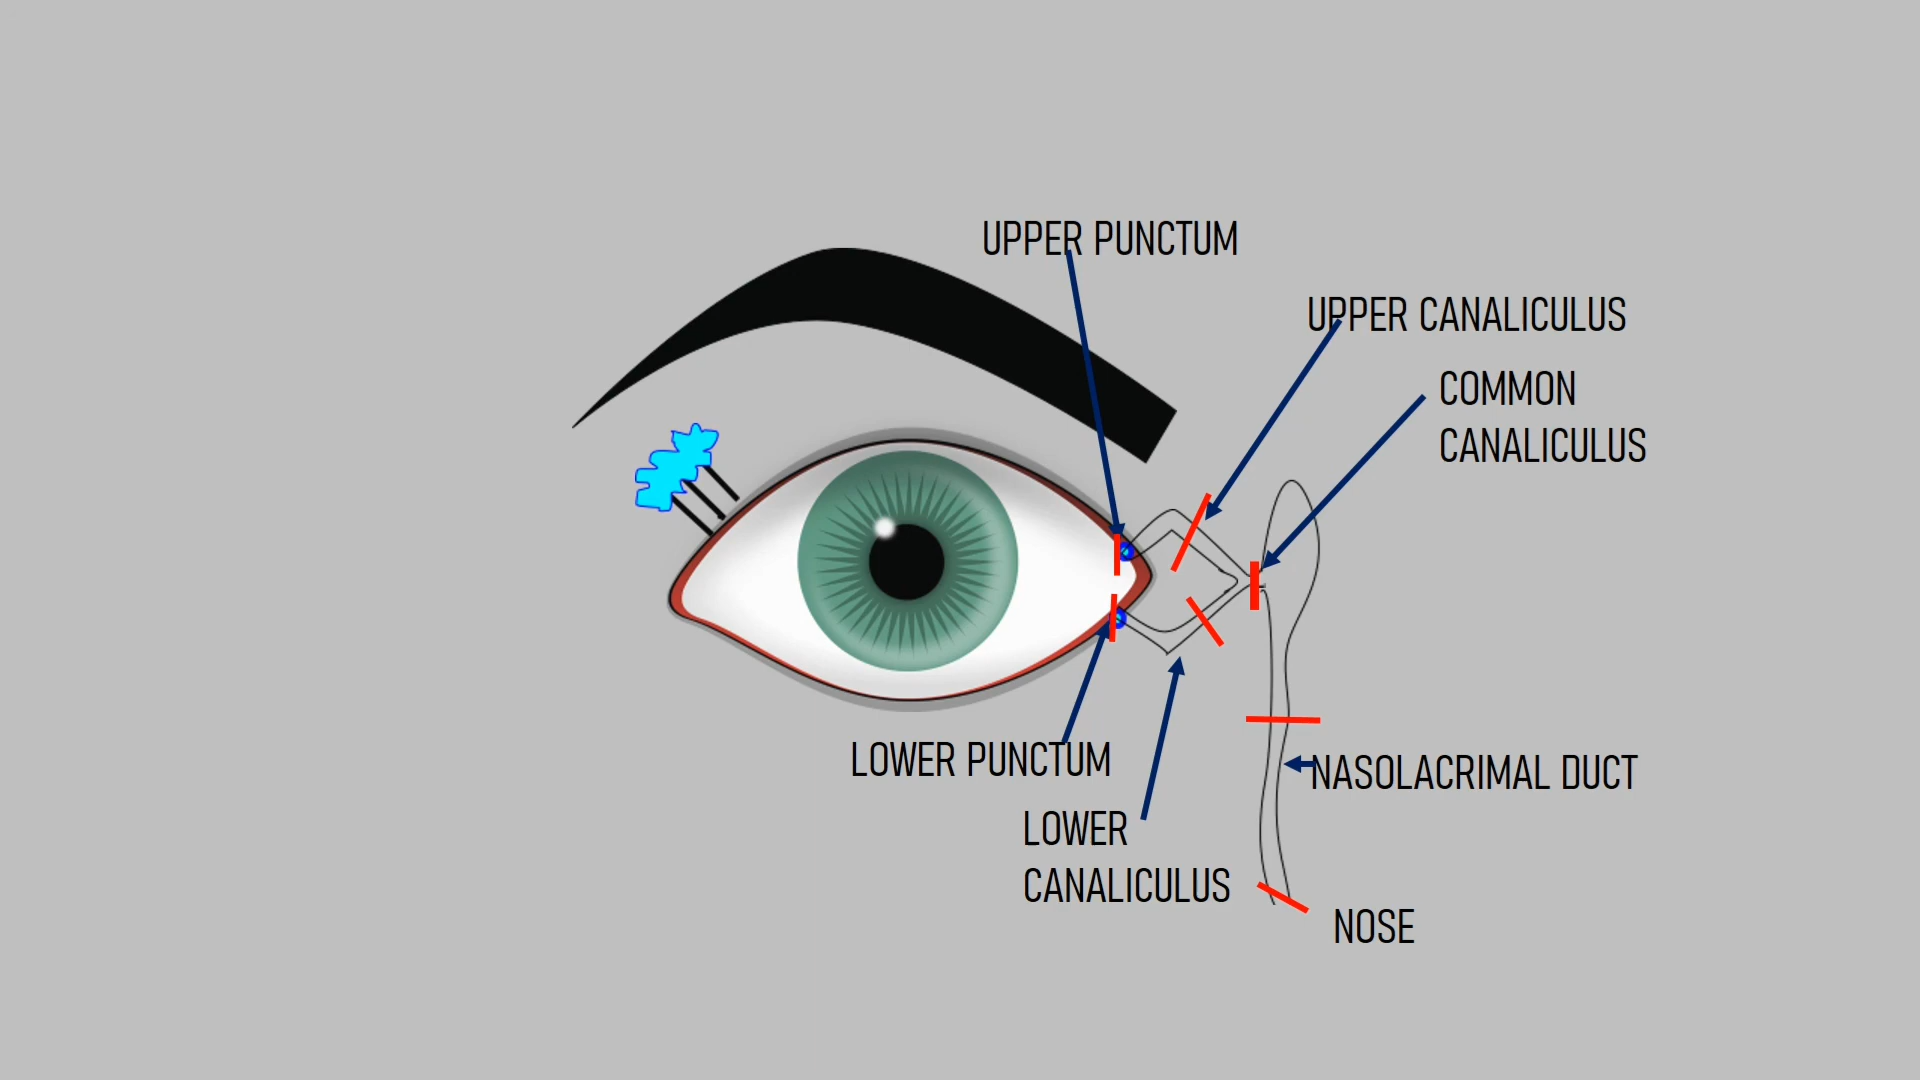 UPPER PUNCTUM
UPPER CANALICULUS
COMMON
CANALICULUS
LOWER PUNCTUM
NASOLACRIMAL DUCT
LOWER
CANALICULUS
NOSE